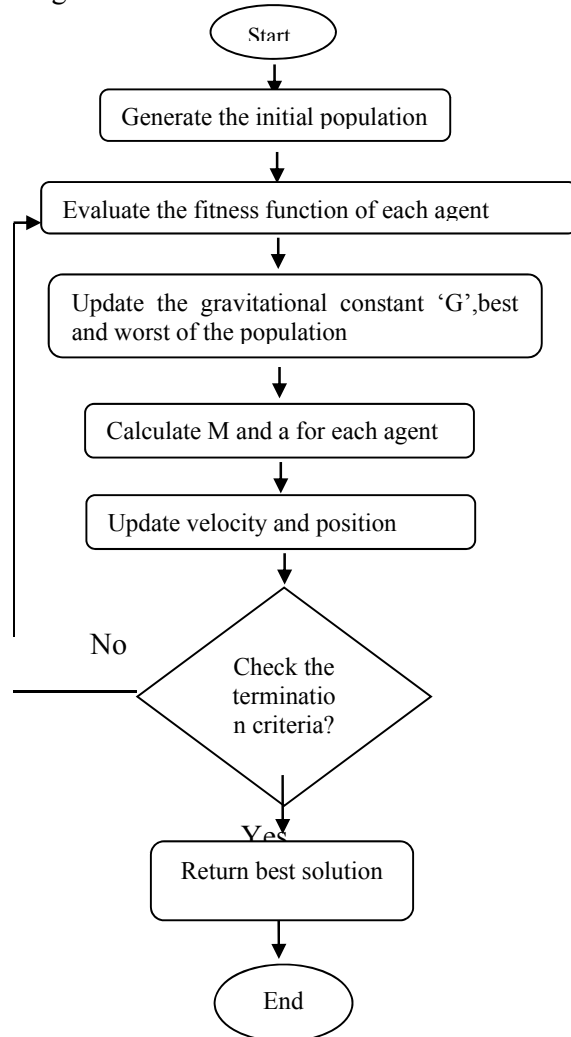 Start
Generate the initial population
Evaluate the fitness function of each agent
Update the gravitational constant ‘G’,best
and worst of the population
Calculate M and a for each agent
Update velocity and position
No
Check the
terminatio
n criteria?
Yes
Return best solution
End